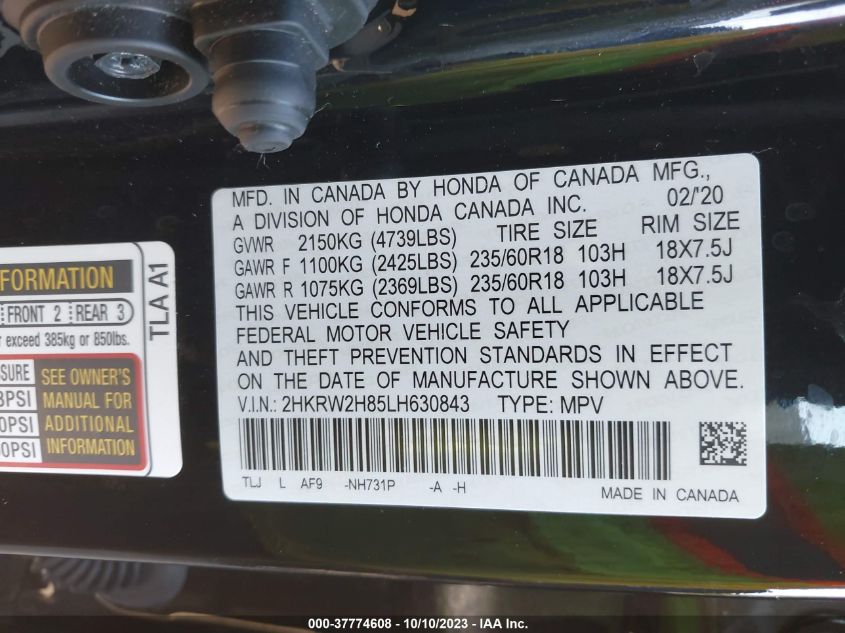 MFD. IN CANADA BY HONDA OF CANADA MFG.,
A DIVISION OF HONDA CANADA INC. 02/'20
GVWR 2150KG (4739LBS) TIRE SIZE RIM SIZE
GAWR F 1100KG (2425LBS) 235/60R18 103H 18X7.5J
GAWR R 1075KG (2369LBS) 235/60R18 103H 18X7.5J
THIS VEHICLE CONFORMS TO ALL APPLICABLE
FEDERAL MOTOR VEHICLE SAFETY
AND THEFT PREVENTION STANDARDS IN EFFECT
ON THE DATE OF MANUFACTURE SHOWN ABOVE.
V.I.N.: 2HKRW2H85LH630843 TYPE: MPV
TLJ L AF9 -NH731P -A -H
MADE IN CANADA
FRONT 2 REAR 3
exceed 385kg or 850lbs.
TLA A1
SEE OWNER'S
MANUAL FOR
ADDITIONAL
INFORMATION
000-37774608 - 10/10/2023 - IAA Inc.